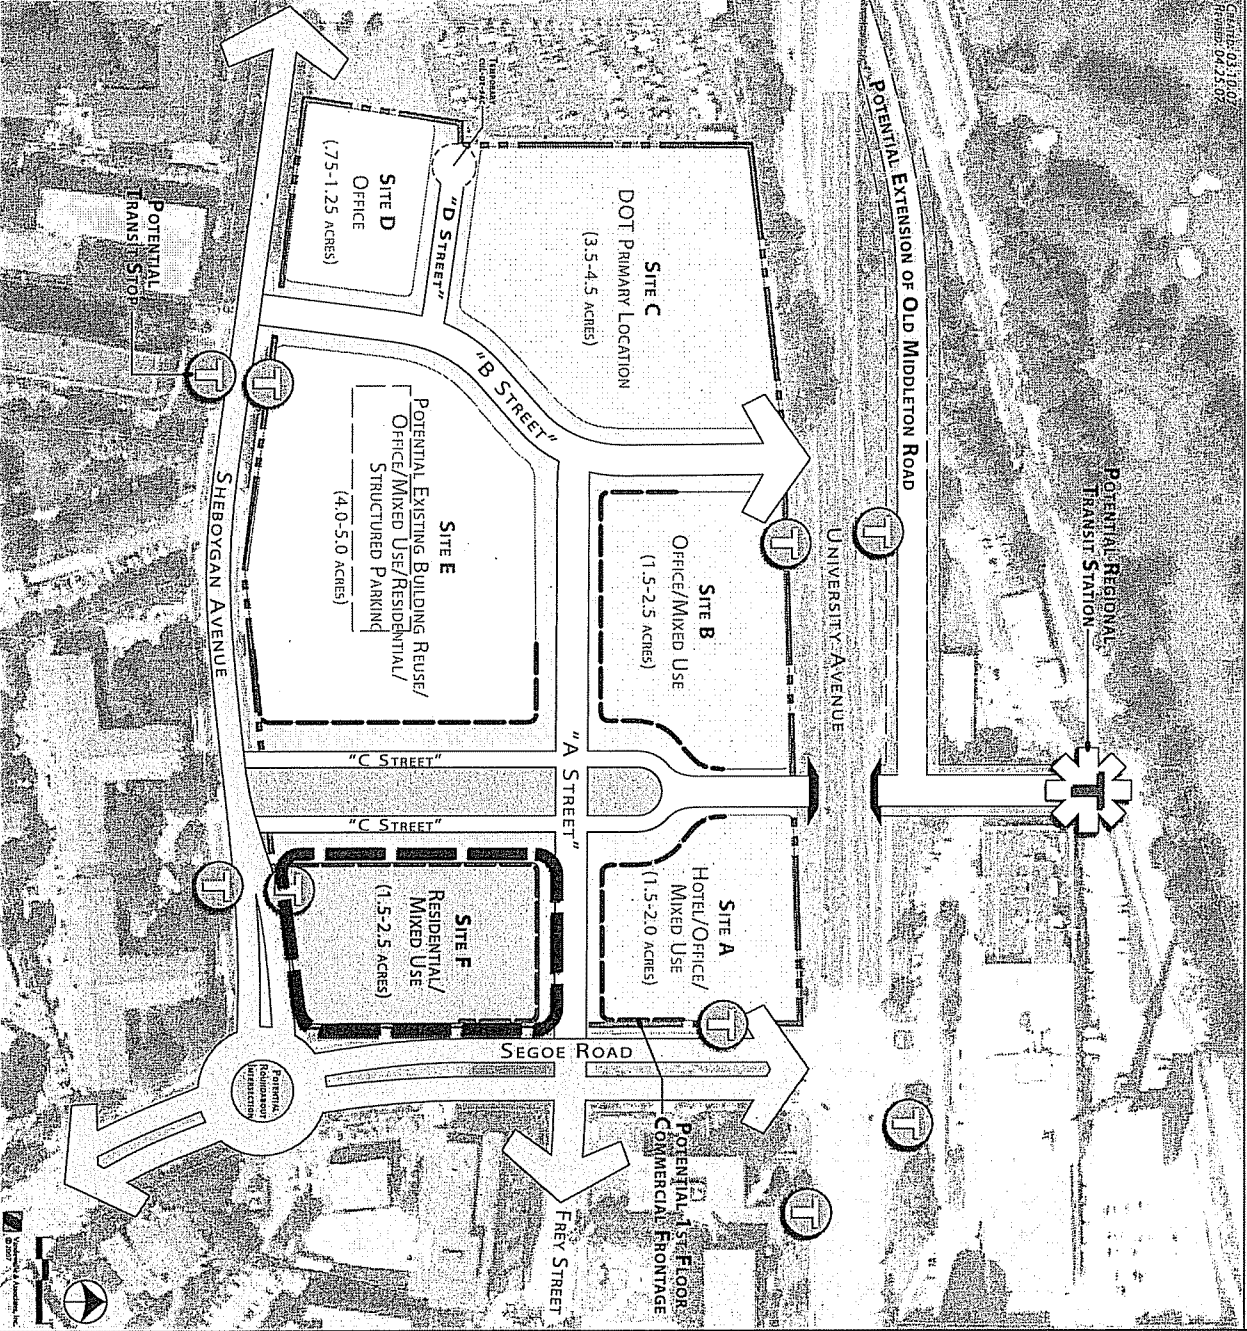 Potential Extension of Old Middleton Road
Potential Regional
Transit Station
University Avenue
Site C
DOT Primary Location
(3.5-4.5 acres)
Site B
Office/Mixed Use
(1.5-2.5 acres)
Site A
Hotel/Office/
Mixed Use
(1.5-2.0 acres)
Potential 1st Floor
Commercial Frontage
Temporary
cul-de-sac
"D Street"
"B Street"
"A Street"
Segoe Road
Frey Street
Site D
Office
(.75-1.25 acres)
Site E
Potential Existing Building Reuse/
Office/Mixed Use/Residential/
Structured Parking
(4.0-5.0 acres)
"C Street"
"C Street"
Site F
Residential/
Mixed Use
(1.5-2.5 acres)
Potential
Roundabout
Intersection
Potential
Transit Stop
Sheboygan Avenue
T
T
T
T
T
T
T
T
T
T